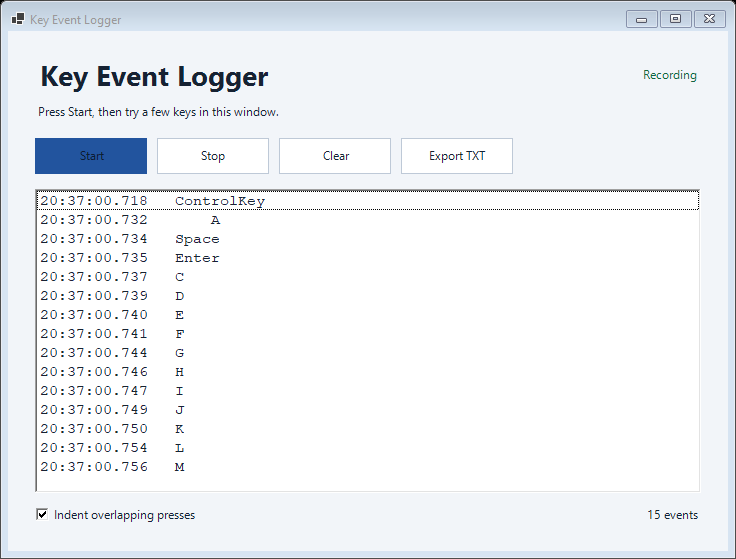 Key Event Logger
Key Event Logger
Recording
Press Start, then try a few keys in this window.
Start Stop Clear Export TXT
20:37:00.718 ControlKey
20:37:00.732 A
20:37:00.734 Space
20:37:00.735 Enter
20:37:00.737 C
20:37:00.739 D
20:37:00.740 E
20:37:00.741 F
20:37:00.744 G
20:37:00.746 H
20:37:00.747 I
20:37:00.749 J
20:37:00.750 K
20:37:00.754 L
20:37:00.756 M
Indent overlapping presses 15 events